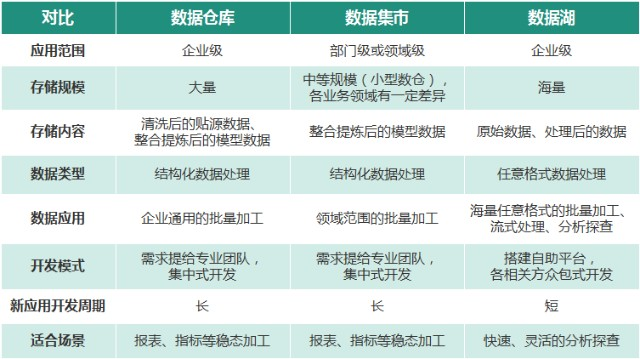 对比 数据仓库 数据集市 数据湖
应用范围 企业级 部门级或领域级 企业级
存储规模 大量 中等规模（小型数仓），
各业务领域有一定差异 海量
存储内容 清洗后的贴源数据、
整合提炼后的模型数据 整合提炼后的模型数据 原始数据、处理后的数据
数据类型 结构化数据处理 结构化数据处理 任意格式数据处理
数据应用 企业通用的批量加工 领域范围的批量加工 海量任意格式的批量加工、
流式处理、分析探查
开发模式 需求提给专业团队，
集中式开发 需求提给专业团队，
集中式开发 搭建自助平台，
各相关方众包式开发
新应用开发周期 长 长 短
适合场景 报表、指标等稳态加工 报表、指标等稳态加工 快速、灵活的分析探查